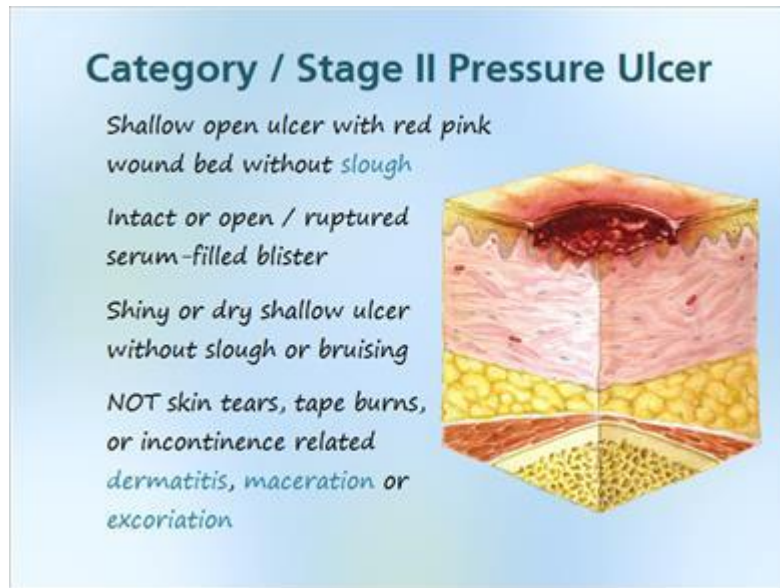 Category / Stage II Pressure Ulcer
Shallow open ulcer with red pink
wound bed without slough
Intact or open / ruptured
serum-filled blister
Shiny or dry shallow ulcer
without slough or bruising
NOT skin tears, tape burns,
or incontinence related
dermatitis, maceration or
excoriation